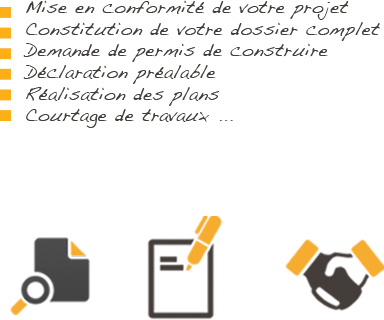 Mise en conformité de votre projet
Constitution de votre dossier complet
Demande de permis de construire
Déclaration préalable
Réalisation des plans
Courtage de travaux ...